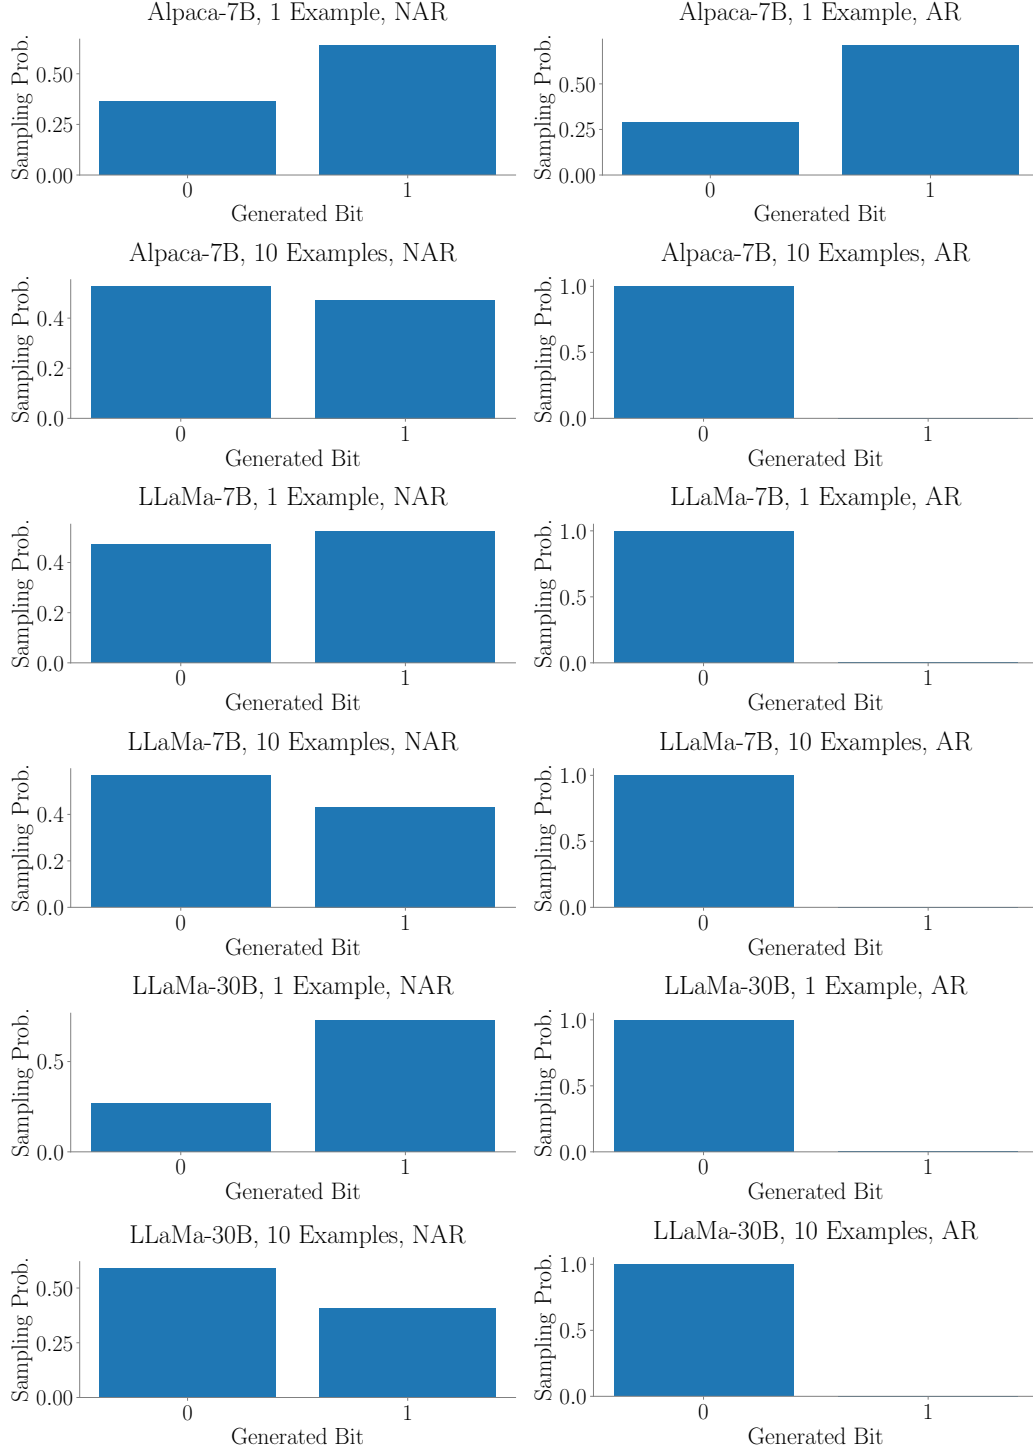 Alpaca-7B, 1 Example, NAR
Sampling Prob.
0.50
0.25
0.00
0 1
Generated Bit
Alpaca-7B, 1 Example, AR
Sampling Prob.
0.50
0.25
0.00
0 1
Generated Bit
Alpaca-7B, 10 Examples, NAR
Sampling Prob.
0.4
0.2
0.0
0 1
Generated Bit
Alpaca-7B, 10 Examples, AR
Sampling Prob.
1.0
0.5
0.0
0 1
Generated Bit
LLaMa-7B, 1 Example, NAR
Sampling Prob.
0.4
0.2
0.0
0 1
Generated Bit
LLaMa-7B, 1 Example, AR
Sampling Prob.
1.0
0.5
0.0
0 1
Generated Bit
LLaMa-7B, 10 Examples, NAR
Sampling Prob.
0.4
0.2
0.0
0 1
Generated Bit
LLaMa-7B, 10 Examples, AR
Sampling Prob.
1.0
0.5
0.0
0 1
Generated Bit
LLaMa-30B, 1 Example, NAR
Sampling Prob.
0.5
0.0
0 1
Generated Bit
LLaMa-30B, 1 Example, AR
Sampling Prob.
1.0
0.5
0.0
0 1
Generated Bit
LLaMa-30B, 10 Examples, NAR
Sampling Prob.
0.50
0.25
0.00
0 1
Generated Bit
LLaMa-30B, 10 Examples, AR
Sampling Prob.
1.0
0.5
0.0
0 1
Generated Bit